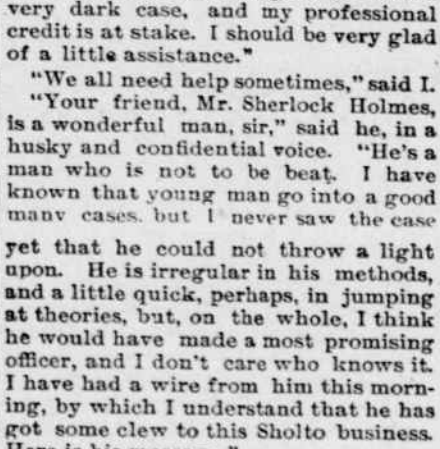 very dark case, and my professional
credit is at stake. I should be very glad
of a little assistance."
"We all need help sometimes," said I.
"Your friend, Mr. Sherlock Holmes,
is a wonderful man, sir," said he, in a
husky and confidential voice. "He's a
man who is not to be beat. I have
known that young man go into a good
many cases, but I never saw the case
yet that he could not throw a light
upon. He is irregular in his methods,
and a little quick, perhaps, in jumping
at theories, but, on the whole, I think
he would have made a most promising
officer, and I don't care who knows it.
I have had a wire from him this morn-
ing, by which I understand that he has
got some clew to this Sholto business.
Here is his message."